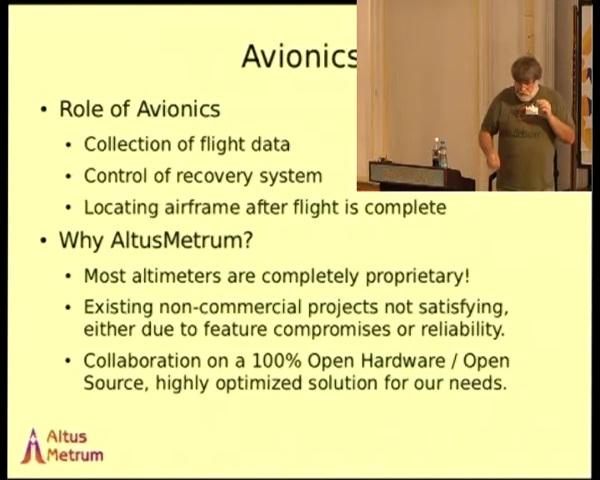 Avionics
• Role of Avionics
• Collection of flight data
• Control of recovery system
• Locating airframe after flight is complete
• Why AltusMetrum?
• Most altimeters are completely proprietary!
• Existing non-commercial projects not satisfying,
either due to feature compromises or reliability.
• Collaboration on a 100% Open Hardware / Open
Source, highly optimized solution for our needs.
Altus
Metrum